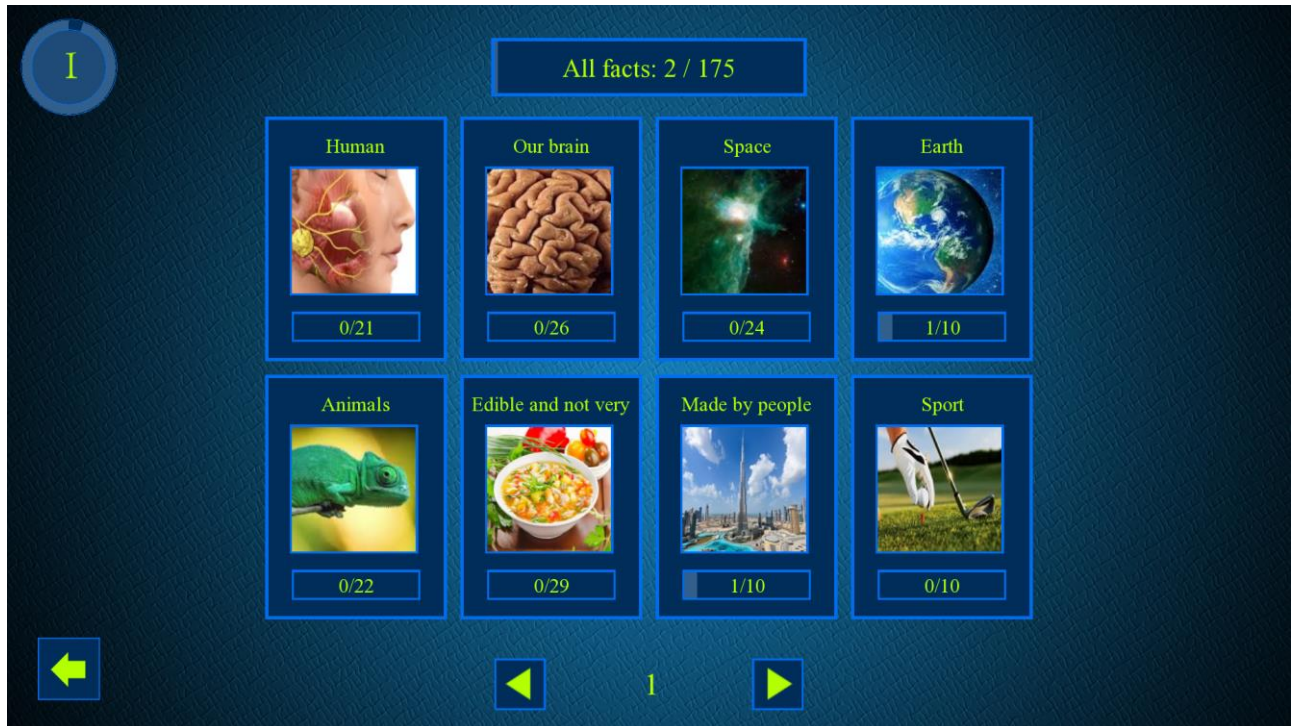 I
All facts: 2 / 175
Human
Our brain
Space
Earth
0/21
0/26
0/24
1/10
Animals
Edible and not very
Made by people
Sport
0/22
0/29
1/10
0/10
1